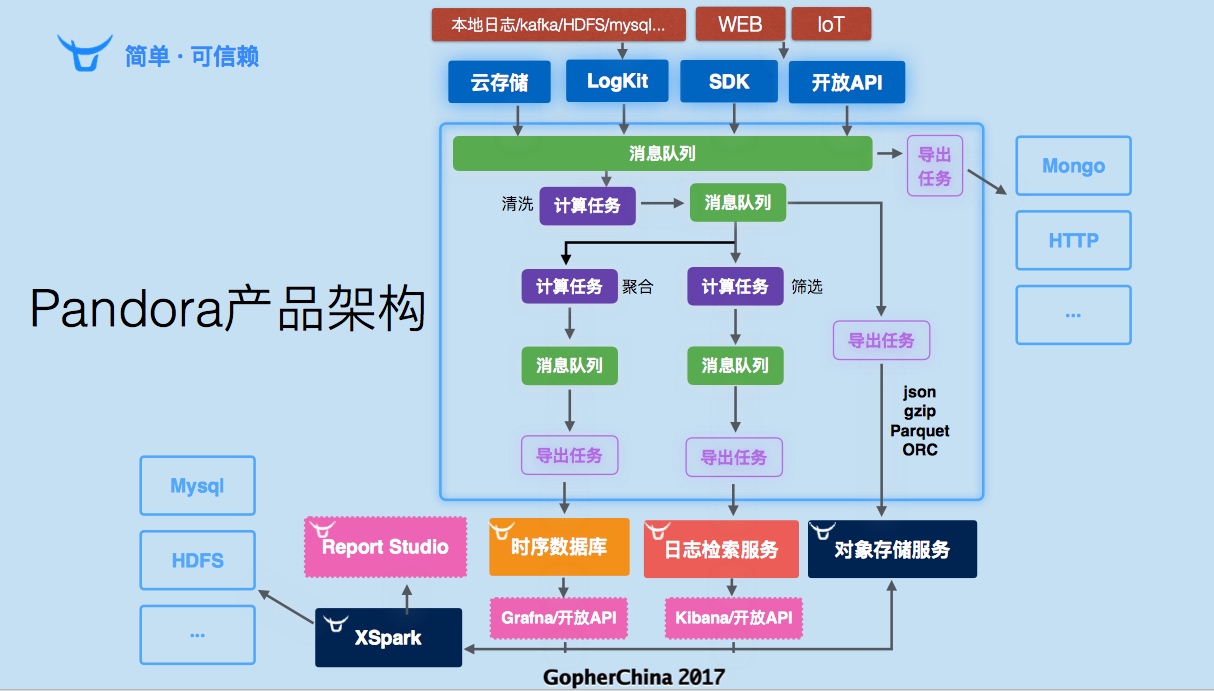 本地日志/kafka/HDFS/mysql...
WEB
IoT
简单·可信赖
云存储
LogKit
SDK
开放API
消息队列
导出
任务
Mongo
HTTP
...
清洗
计算任务
消息队列
计算任务
聚合
计算任务
筛选
Pandora产品架构
导出任务
消息队列
消息队列
json
gzip
Parquet
ORC
导出任务
导出任务
Mysql
HDFS
...
Report Studio
时序数据库
日志检索服务
对象存储服务
Grafna/开放API
Kibana/开放API
XSpark
GopherChina 2017